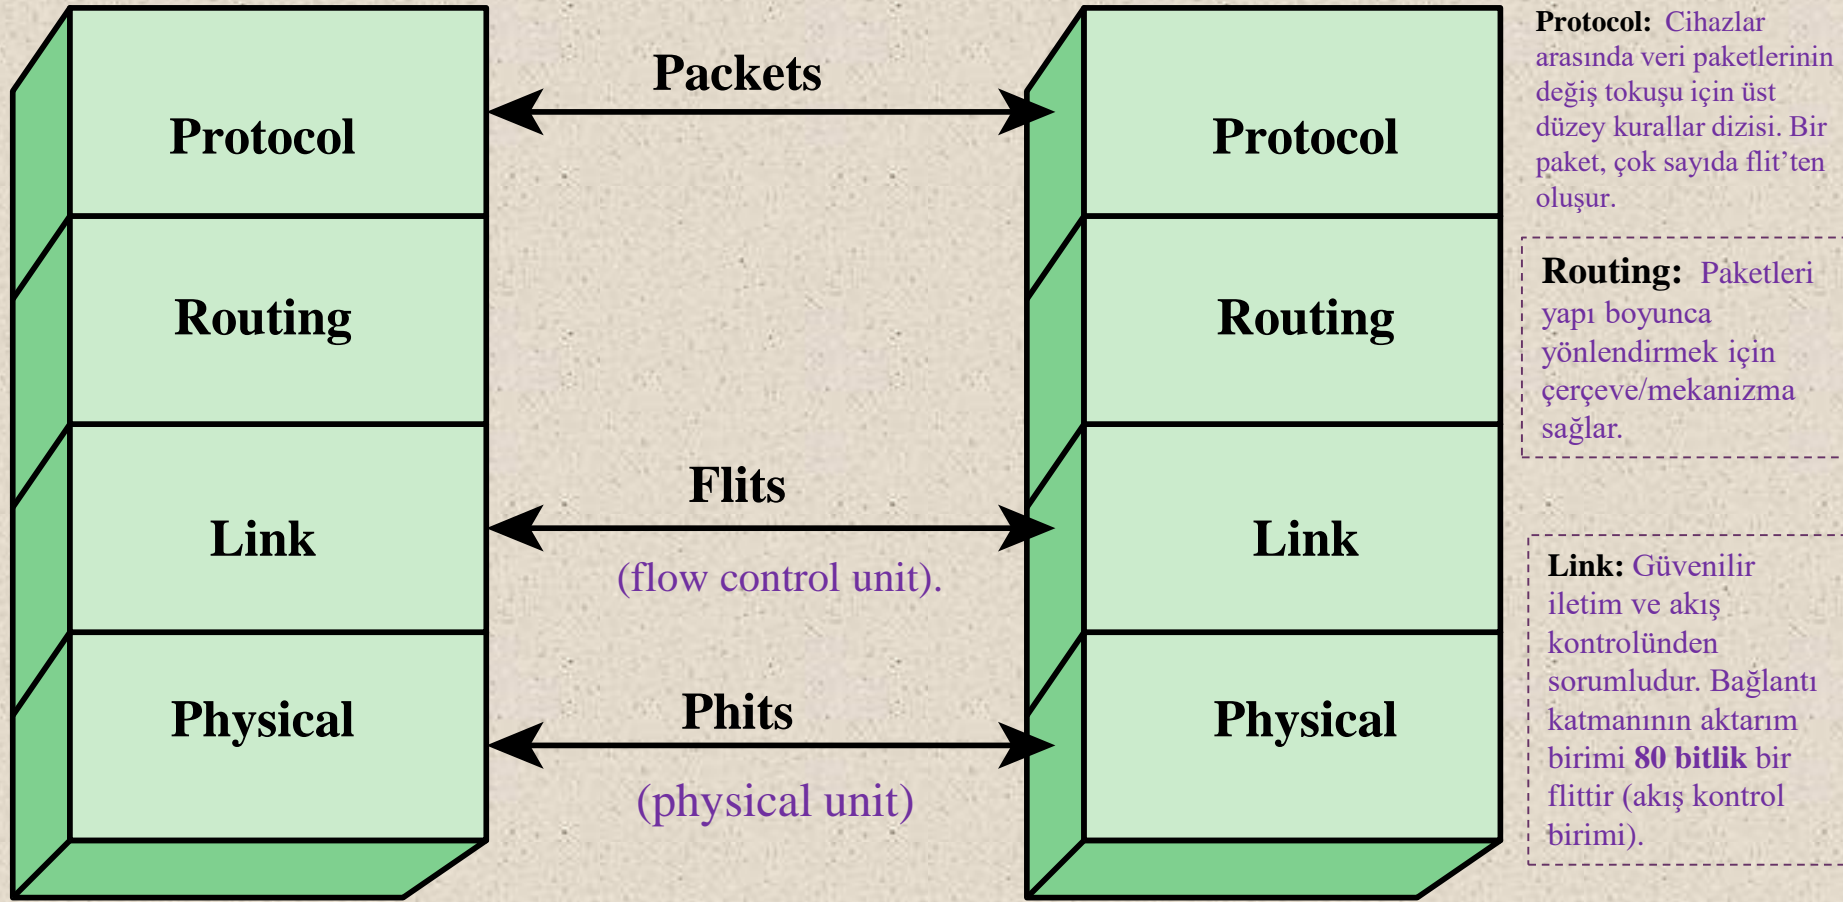 Protocol
Routing
Link
Physical
Packets
Flits
(flow control unit).
Phits
(physical unit)
Protocol
Routing
Link
Physical
Protocol: Cihazlar
arasında veri paketlerinin
değiş tokuşu için üst
düzey kurallar dizisi. Bir
paket, çok sayıda flit’ten
oluşur.
Routing: Paketleri
yapı boyunca
yönlendirmek için
çerçeve/mekanizma
sağlar.
Link: Güvenilir
iletim ve akış
kontrolünden
sorumludur. Bağlantı
katmanının aktarım
birimi 80 bitlik bir
flittir (akış kontrol
birimi).